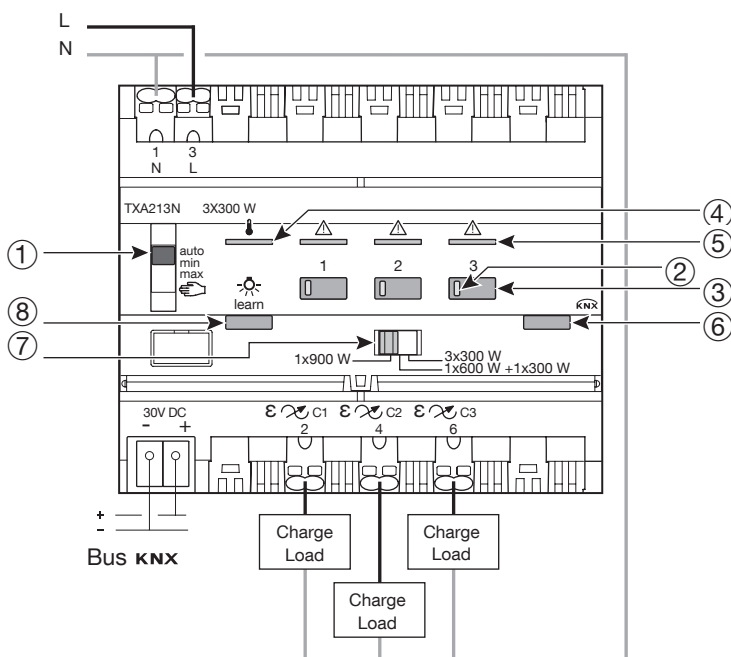 L
N
1 3
N L
TXA213N 3X300 W
④
⑤
①
auto
min
max
1 2 3
②
③
learn
KNX
⑧
⑥
⑦
1x900 W
3x300 W
1x600 W +1x300 W
30V DC
- +
ε C1 ε C2 ε C3
2 4 6
+
-
Bus KNX
Charge
Load
Charge
Load
Charge
Load